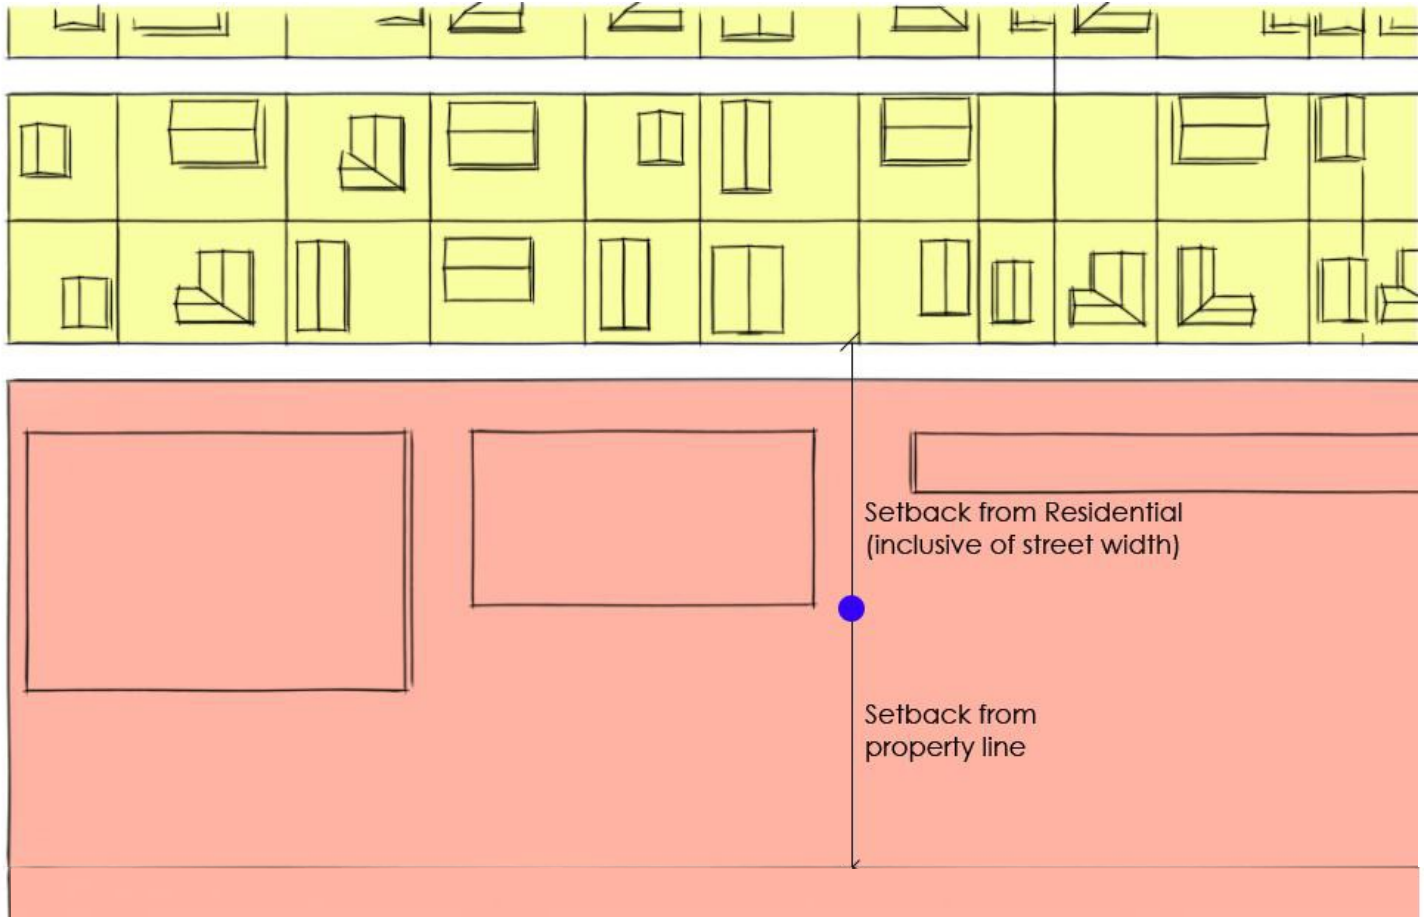 Setback from Residential
(inclusive of street width)
Setback from
property line